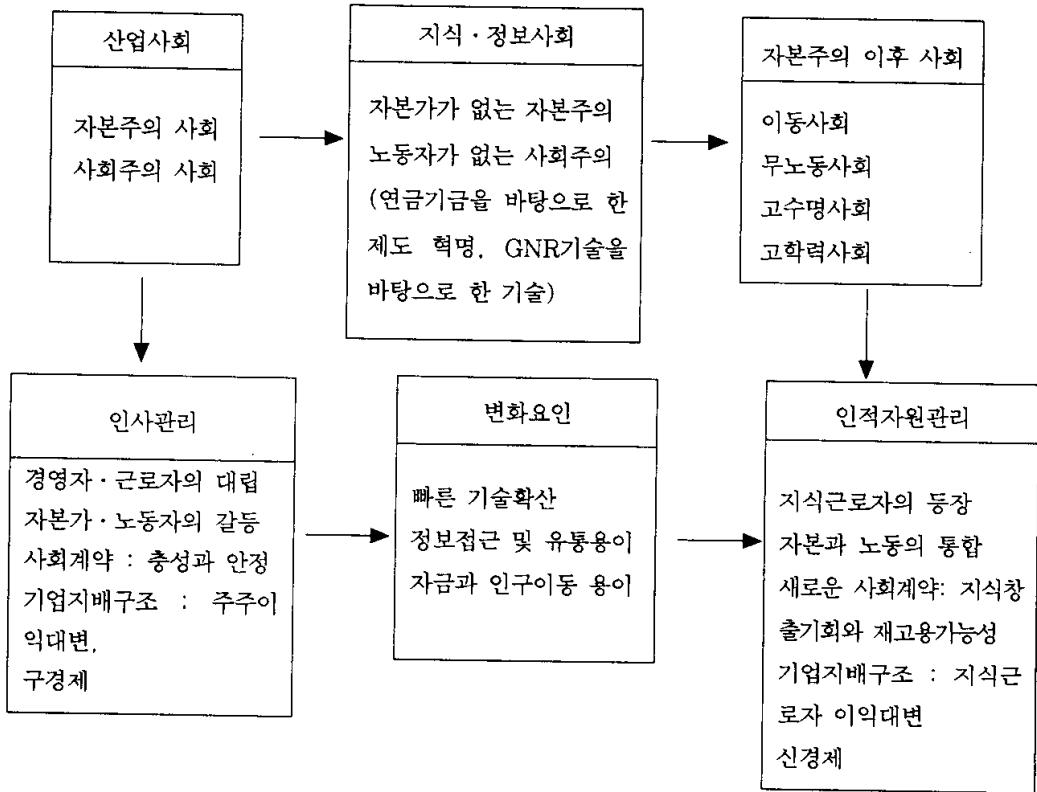 산업사회
자본주의 사회
사회주의 사회
지식·정보사회
자본가가 없는 자본주의
노동자가 없는 사회주의
(연금기금을 바탕으로 한
제도 혁명, GNR기술을
바탕으로 한 기술)
자본주의 이후 사회
이동사회
무노동사회
고수명사회
고학력사회
인사관리
경영자·근로자의 대립
자본가·노동자의 갈등
사회계약 : 충성과 안정
기업지배구조 : 주주이
익대변,
구경제
변화요인
빠른 기술확산
정보접근 및 유통용이
자금과 인구이동 용이
인적자원관리
지식근로자의 등장
자본과 노동의 통합
새로운 사회계약: 지식창
출기회와 재고용가능성
기업지배구조 : 지식근
로자 이익대변
신경제